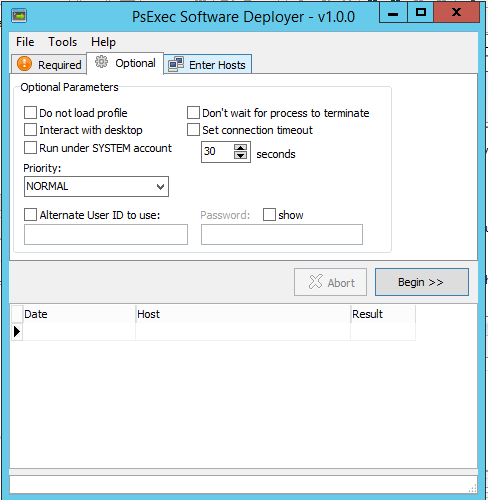 PsExec Software Deployer - v1.0.0
File Tools Help
Required Optional Enter Hosts
Optional Parameters
Do not load profile Don't wait for process to terminate
Interact with desktop Set connection timeout
Run under SYSTEM account 30 seconds
Priority:
NORMAL
Alternate User ID to use: Password: show
Abort Begin >>
Date Host Result